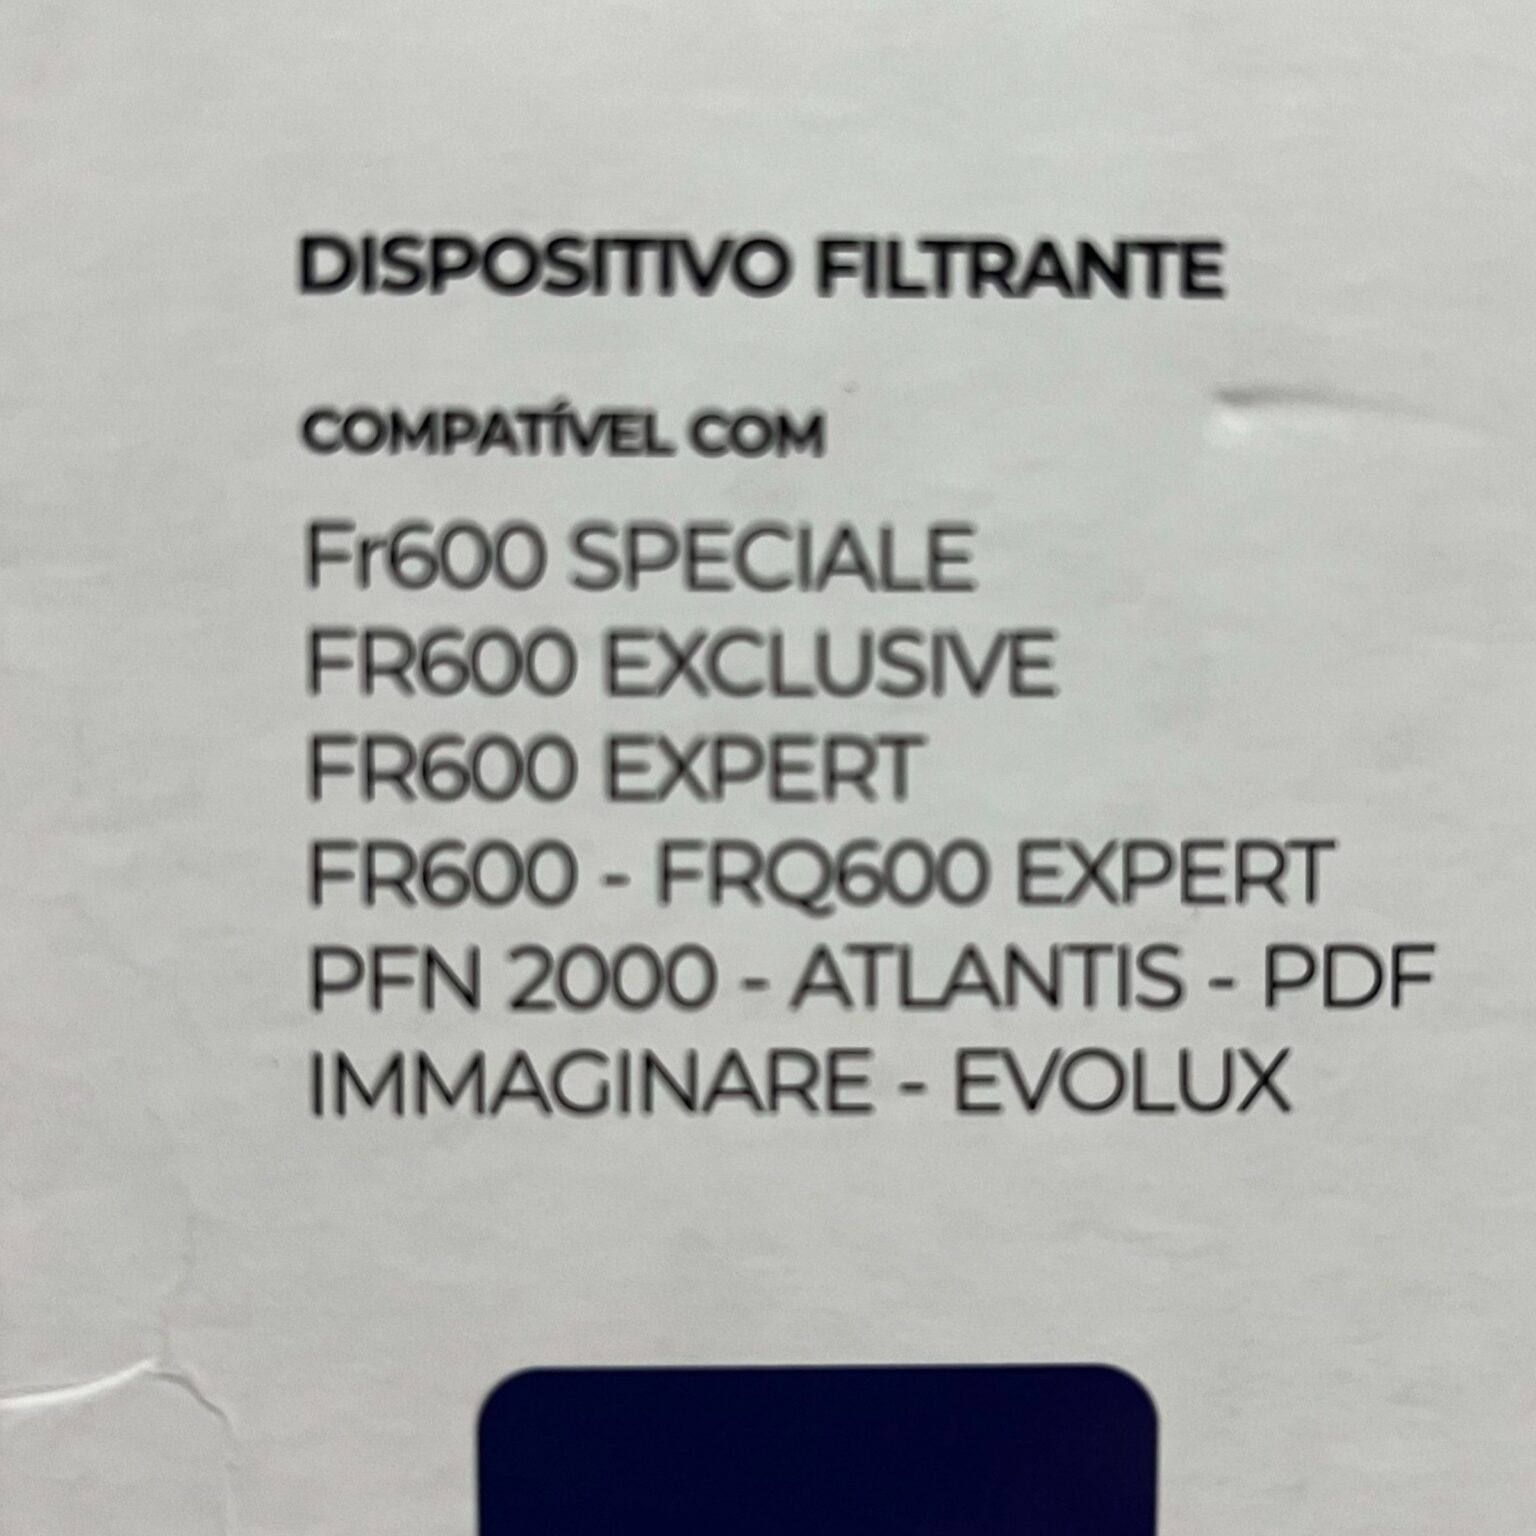 DISPOSITIVO FILTRANTE
COMPATÍVEL COM
Fr600 SPECIALE
FR600 EXCLUSIVE
FR600 EXPERT
FR600 - FRQ600 EXPERT
PFN 2000 - ATLANTIS - PDF
IMMAGINARE - EVOLUX